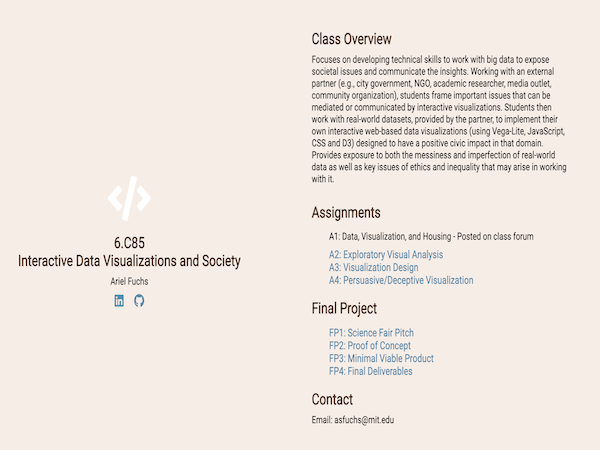 6.C85
Interactive Data Visualizations and Society
Ariel Fuchs
Class Overview
Focuses on developing technical skills to work with big data to expose
societal issues and communicate the insights. Working with an external
partner (e.g., city government, NGO, academic researcher, media outlet,
community organization), students frame important issues that can be
mediated or communicated by interactive visualizations. Students then
work with real-world datasets, provided by the partner, to implement their
own interactive web-based data visualizations (using Vega-Lite, JavaScript,
CSS and D3) designed to have a positive civic impact in that domain.
Provides exposure to both the messiness and imperfection of real-world
data as well as key issues of ethics and inequality that may arise in working
with it.
Assignments
A1: Data, Visualization, and Housing - Posted on class forum
A2: Exploratory Visual Analysis
A3: Visualization Design
A4: Persuasive/Deceptive Visualization
Final Project
FP1: Science Fair Pitch
FP2: Proof of Concept
FP3: Minimal Viable Product
FP4: Final Deliverables
Contact
Email: asfuchs@mit.edu